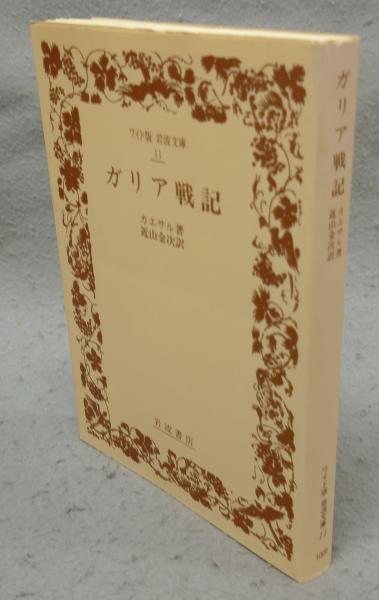 ワイド版 岩波文庫
11
ガリア戦記
カエサル著
近山金次訳
岩波書店
ガリア戦記
カエサル著
近山金次訳
ワイド版 岩波文庫 11
1000